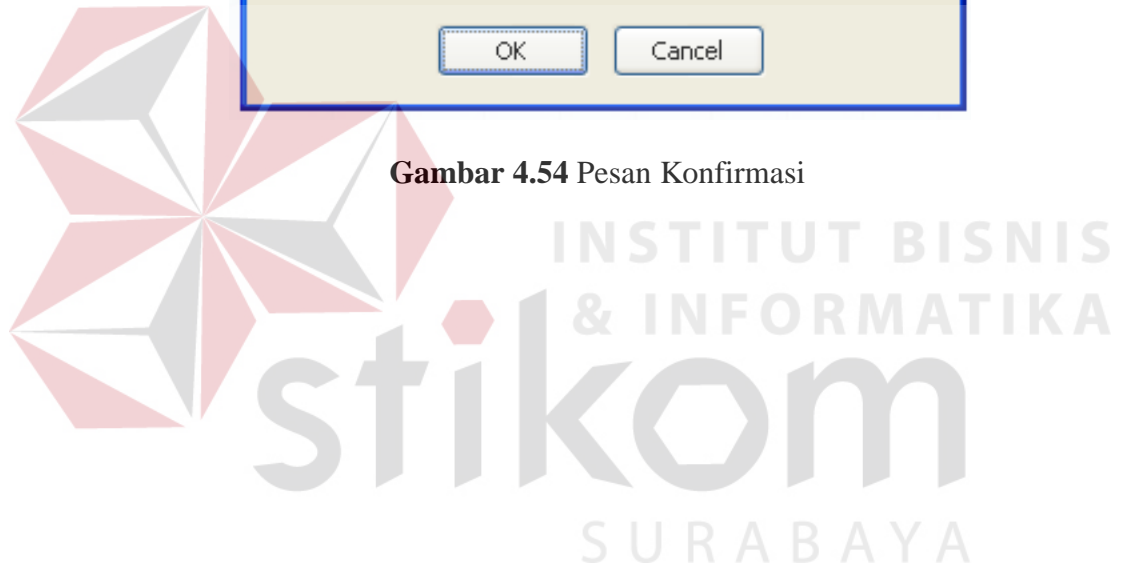 OK Cancel
Gambar 4.54 Pesan Konfirmasi
INSTITUT BISNIS
& INFORMATIKA
stikom
SURABAYA